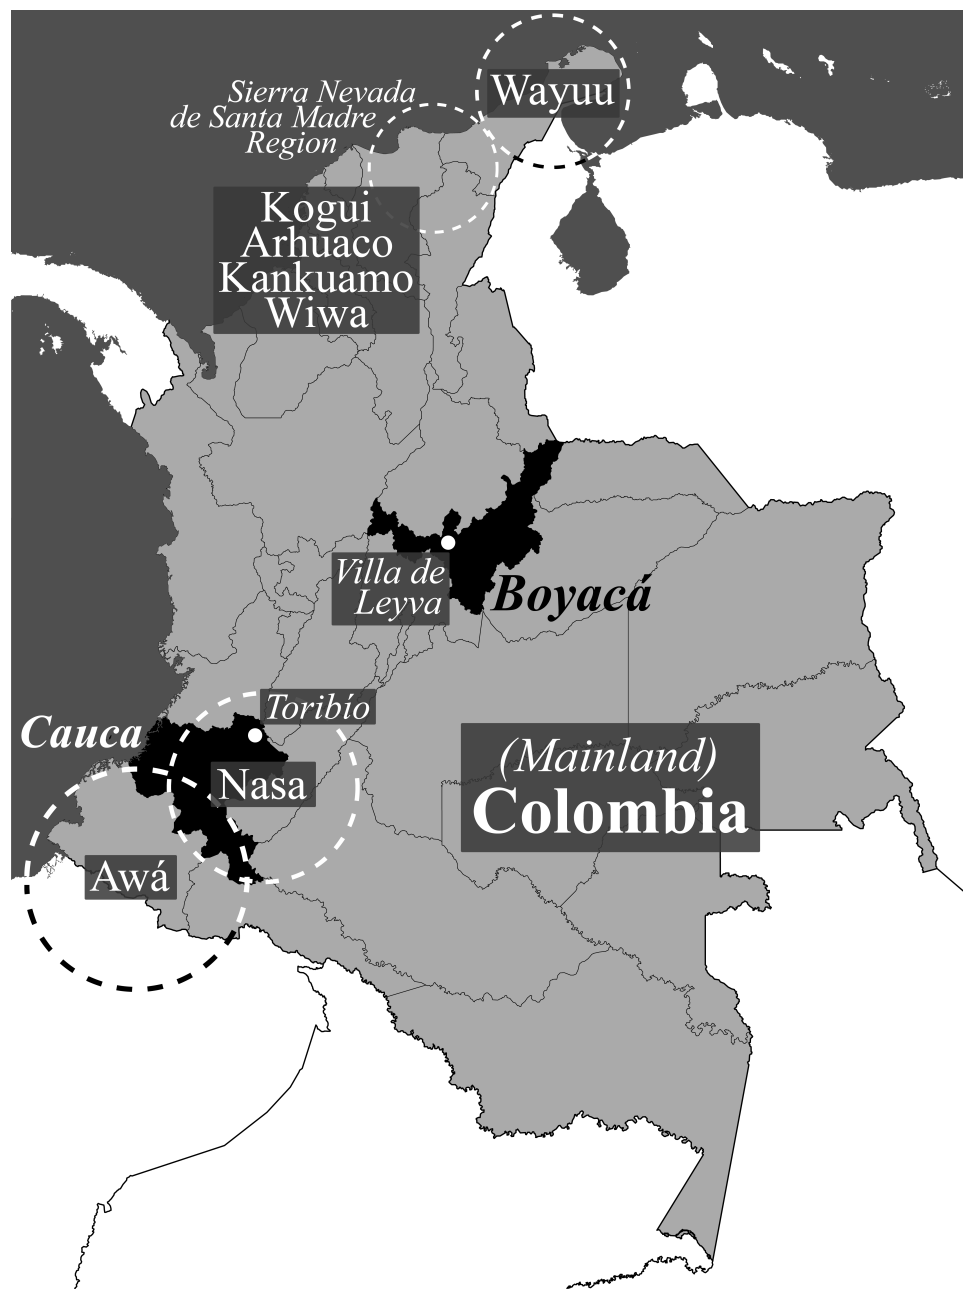 Wayuu
Sierra Nevada
de Santa Madre
Region
Kogui
Arhuaco
Kankuamo
Wiwa
Villa de
Leyva
Boyacá
Toribío
Cauca
Nasa
(Mainland)
Colombia
Awá